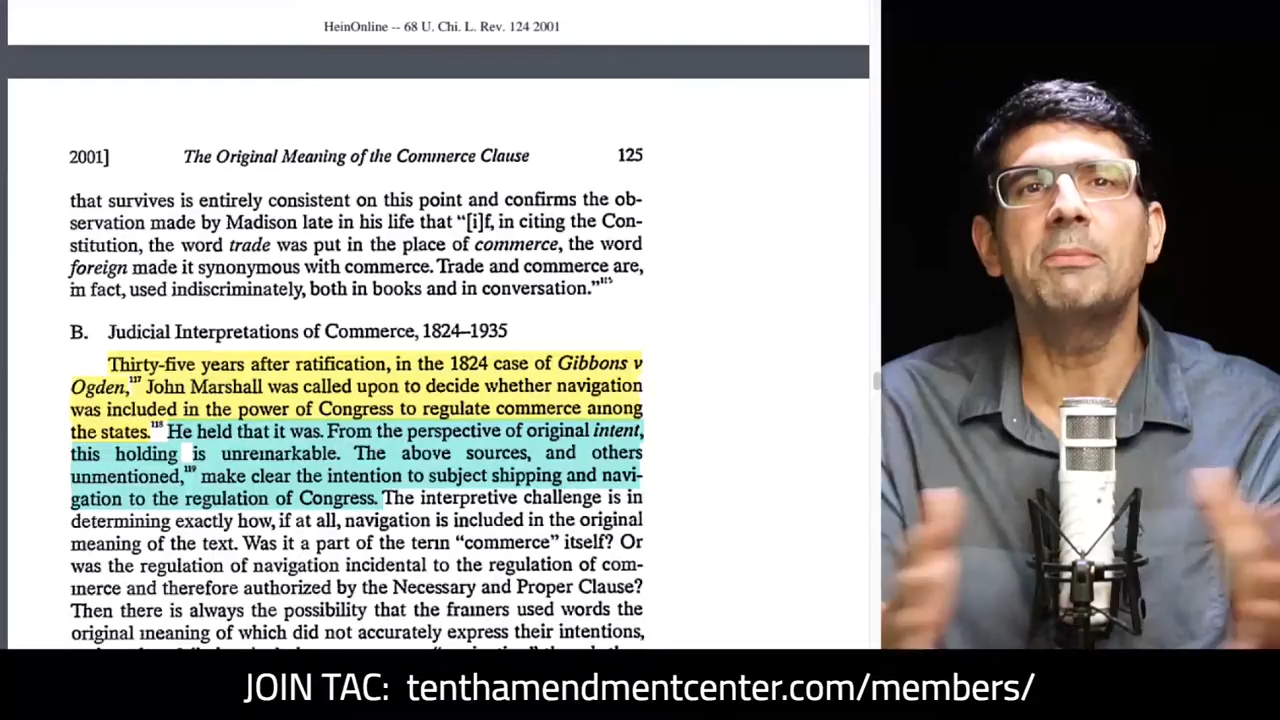 HeinOnline -- 68 U. Chi. L. Rev. 124 2001
2001] The Original Meaning of the Commerce Clause 125
that survives is entirely consistent on this point and confirms the ob-
servation made by Madison late in his life that “[i]f, in citing the Con-
stitution, the word trade was put in the place of commerce, the word
foreign made it synonymous with commerce. Trade and commerce are,
in fact, used indiscriminately, both in books and in conversation.”
B. Judicial Interpretations of Commerce, 1824–1935
Thirty-five years after ratification, in the 1824 case of Gibbons v
Ogden,117 John Marshall was called upon to decide whether navigation
was included in the power of Congress to regulate commerce among
the states.118 He held that it was. From the perspective of original intent,
this holding is unremarkable. The above sources, and others
unmentioned,119 make clear the intention to subject shipping and navi-
gation to the regulation of Congress. The interpretive challenge is in
determining exactly how, if at all, navigation is included in the original
meaning of the text. Was it a part of the term “commerce” itself? Or
was the regulation of navigation incidental to the regulation of com-
merce and therefore authorized by the Necessary and Proper Clause?
Then there is always the possibility that the framers used words the
original meaning of which did not accurately express their intentions,
JOIN TAC: tenthamendmentcenter.com/members/